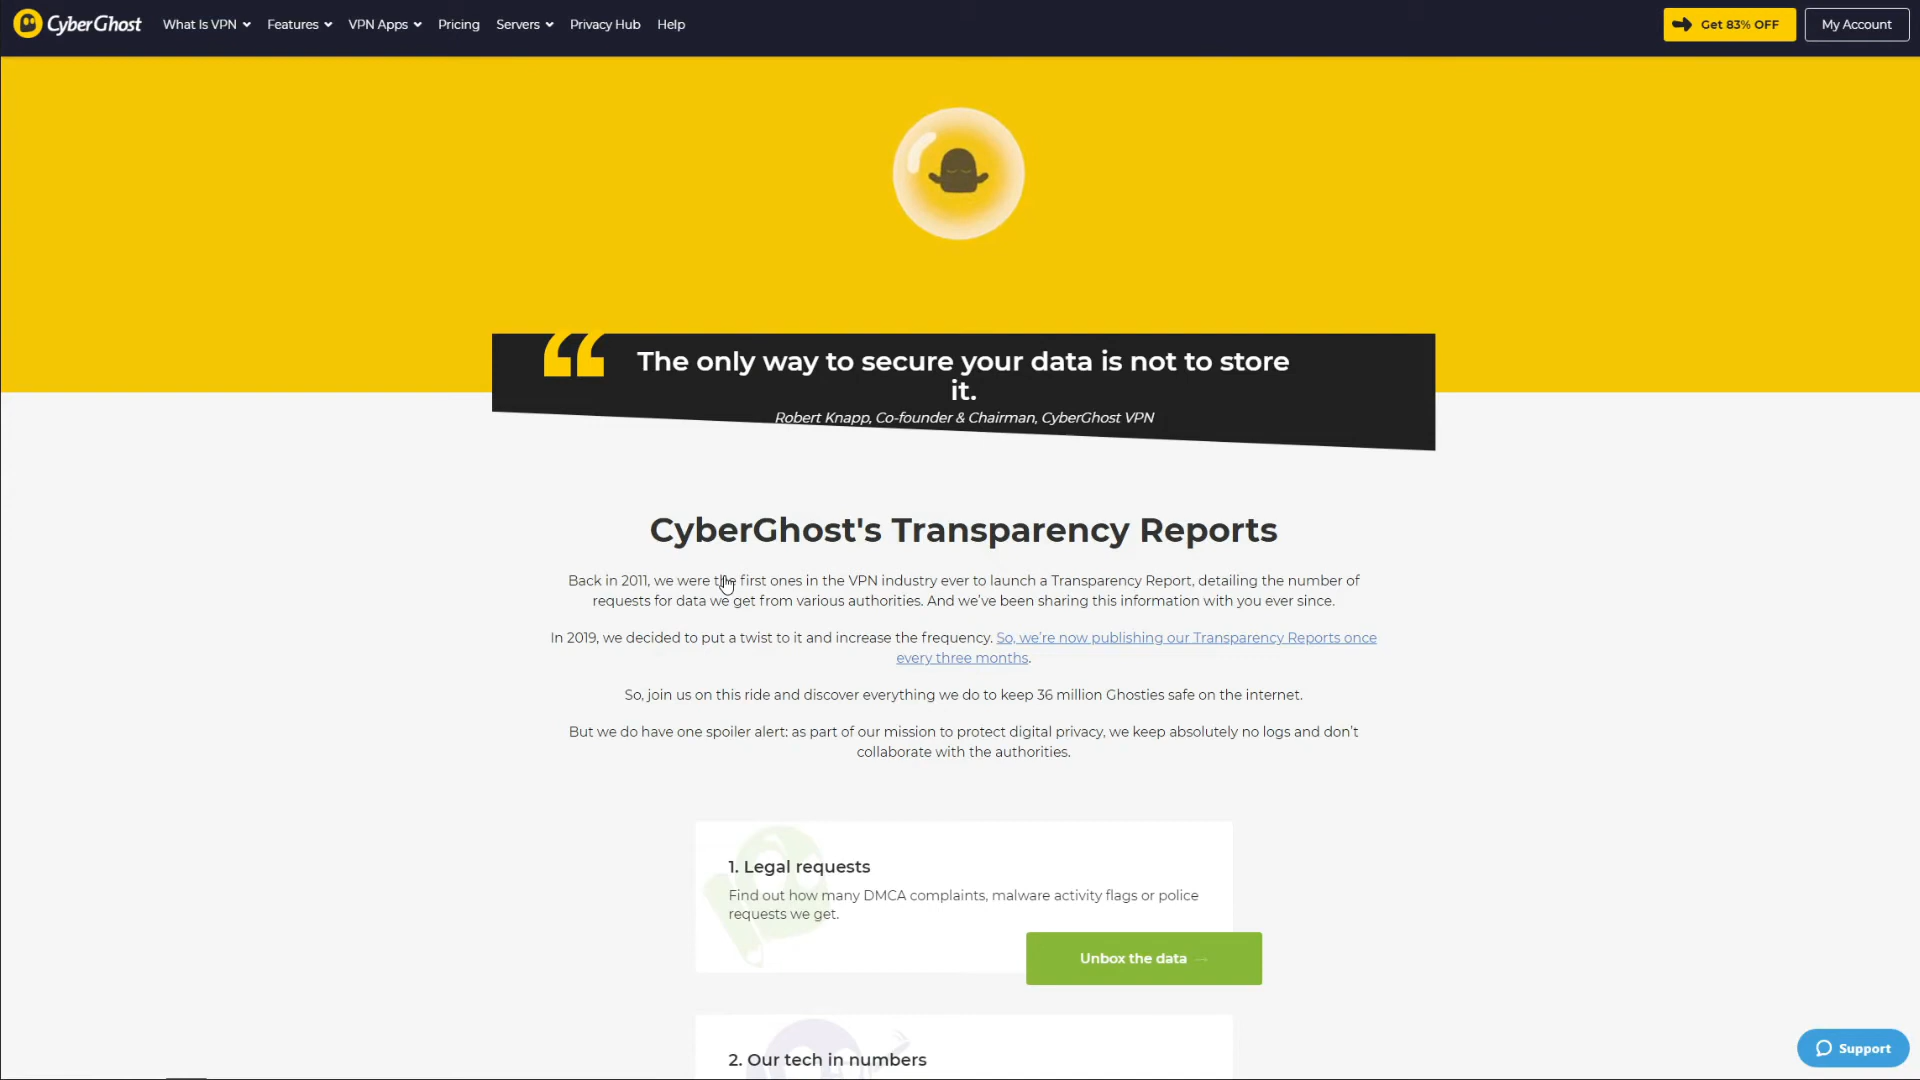 CyberGhost What Is VPN Features VPN Apps Pricing Servers Privacy Hub Help Get 83% OFF My Account
“ The only way to secure your data is not to store
it.
Robert Knapp, Co-founder & Chairman, CyberGhost VPN
CyberGhost's Transparency Reports
Back in 2011, we were the first ones in the VPN industry ever to launch a Transparency Report, detailing the number of
requests for data we get from various authorities. And we’ve been sharing this information with you ever since.
In 2019, we decided to put a twist to it and increase the frequency. So, we’re now publishing our Transparency Reports once
every three months.
So, join us on this ride and discover everything we do to keep 36 million Ghosties safe on the internet.
But we do have one spoiler alert: as part of our mission to protect digital privacy, we keep absolutely no logs and don’t
collaborate with the authorities.
1. Legal requests
Find out how many DMCA complaints, malware activity flags or police
requests we get.
Unbox the data →
2. Our tech in numbers
Support